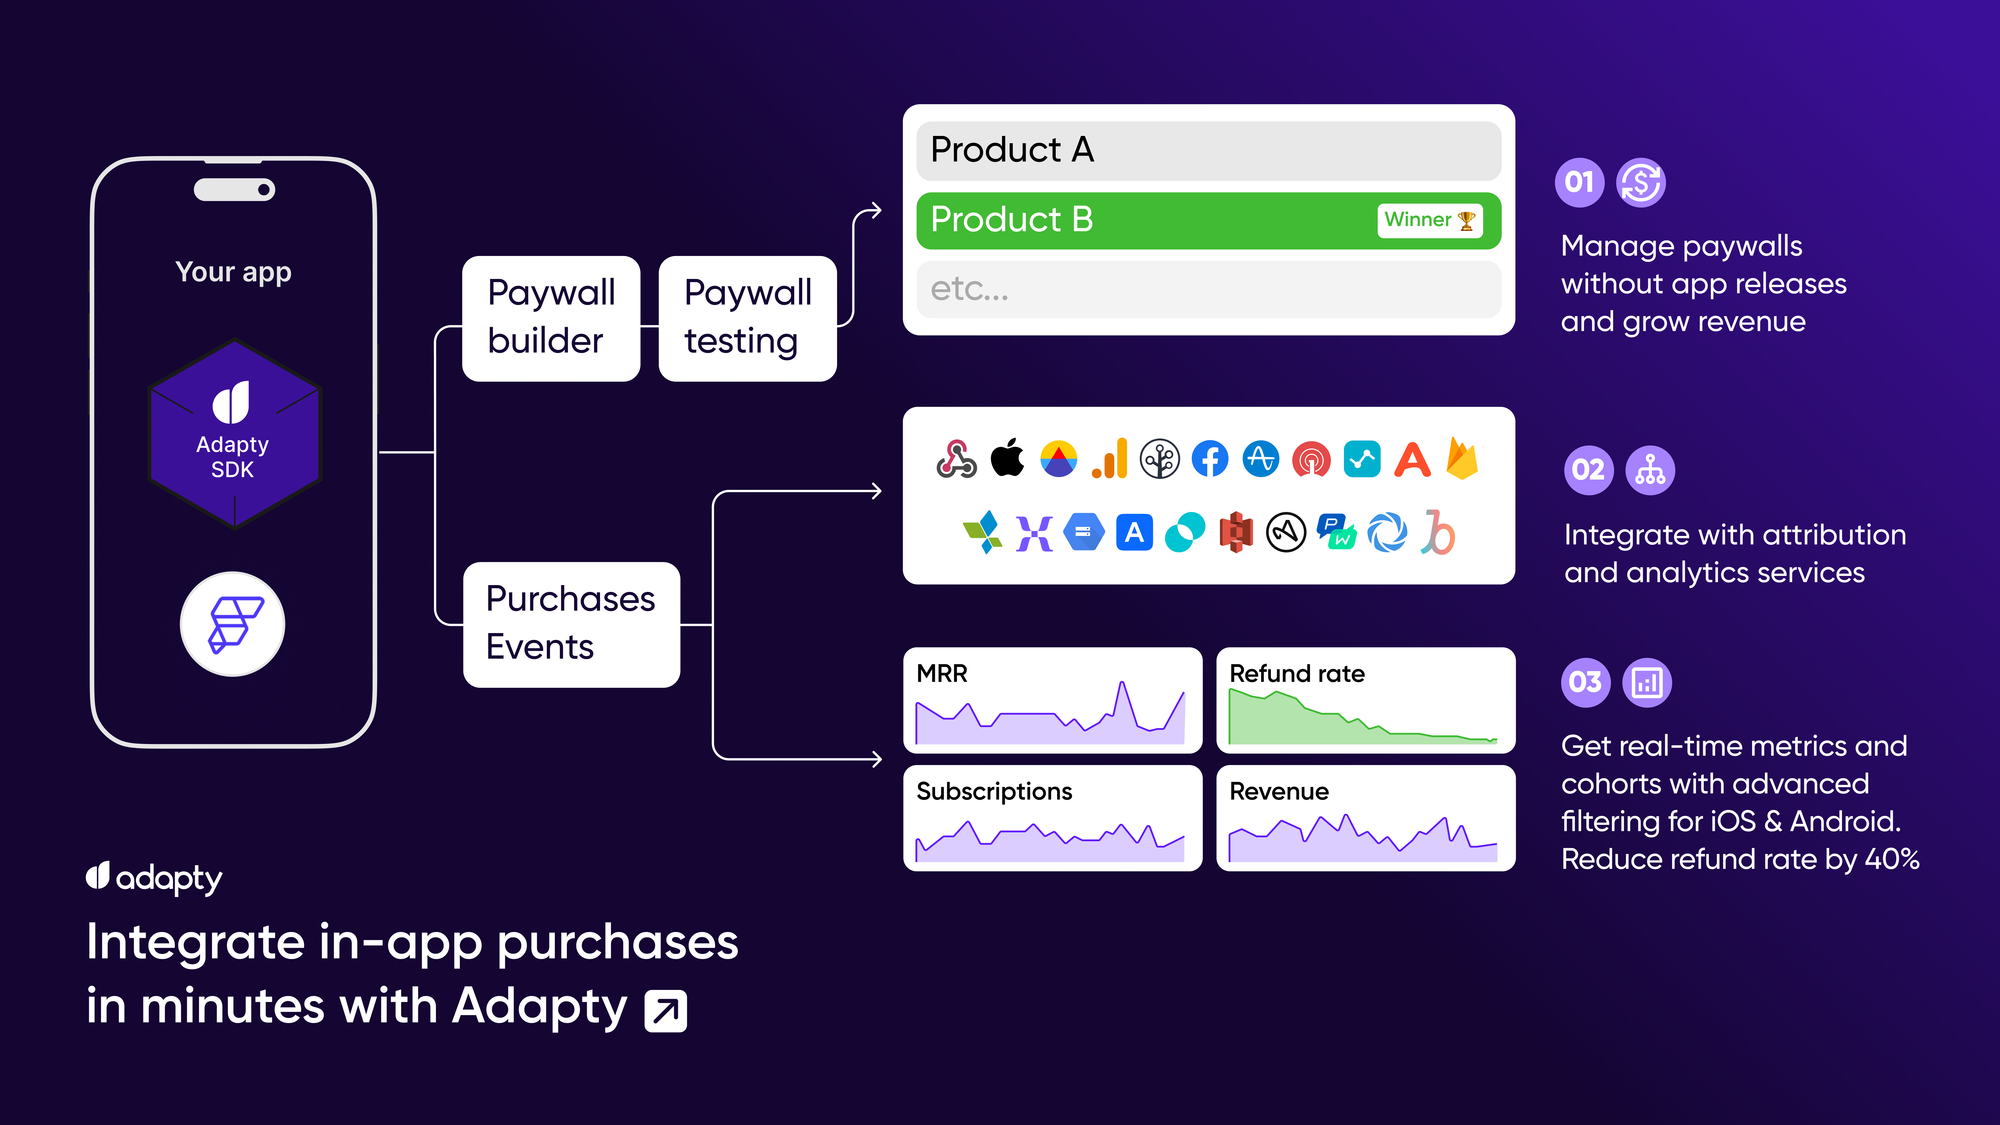 Your app
Adapty
SDK
Paywall
builder
Paywall
testing
Purchases
Events
Product A
Product B
Winner
etc...
A
P
W
MRR
Refund rate
Subscriptions
Revenue
01
Manage paywalls
without app releases
and grow revenue
02
Integrate with attribution
and analytics services
03
Get real-time metrics and
cohorts with advanced
filtering for iOS & Android.
Reduce refund rate by 40%
adapty
Integrate in-app purchases
in minutes with Adapty